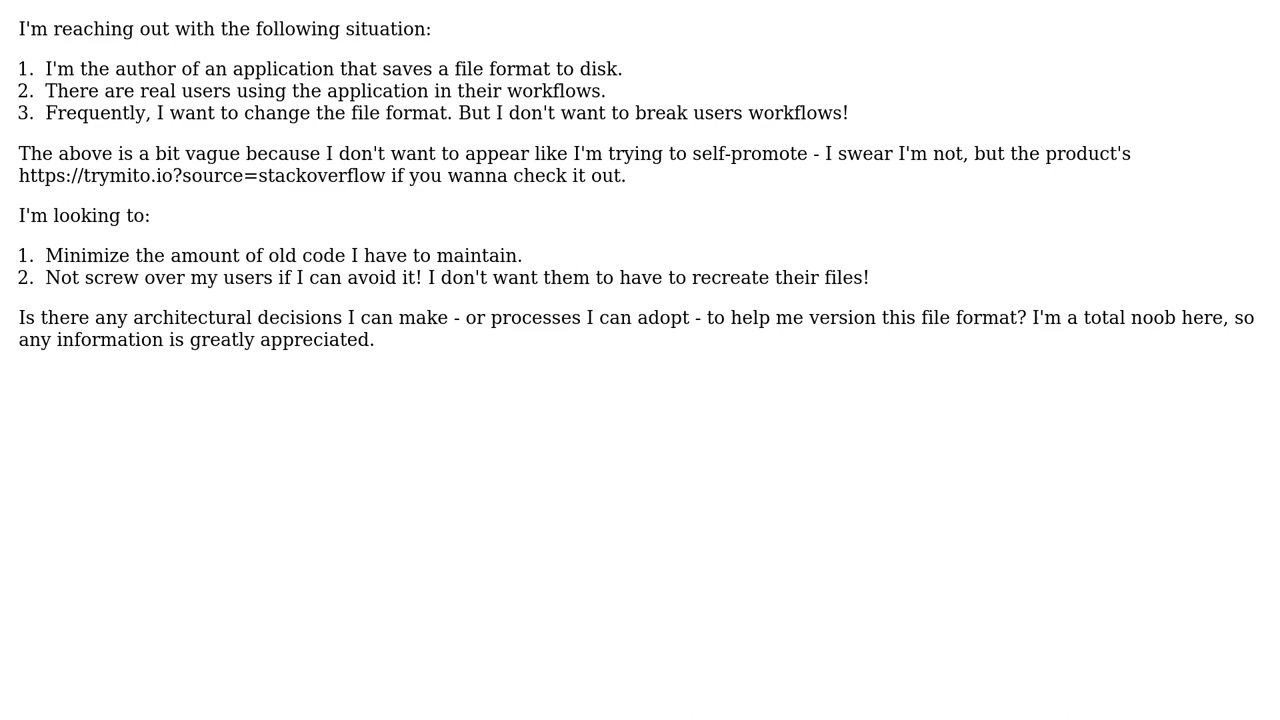 I'm reaching out with the following situation:
1. I'm the author of an application that saves a file format to disk.
2. There are real users using the application in their workflows.
3. Frequently, I want to change the file format. But I don't want to break users workflows!
The above is a bit vague because I don't want to appear like I'm trying to self-promote - I swear I'm not, but the product's
https://trymito.io?source=stackoverflow if you wanna check it out.
I'm looking to:
1. Minimize the amount of old code I have to maintain.
2. Not screw over my users if I can avoid it! I don't want them to have to recreate their files!
Is there any architectural decisions I can make - or processes I can adopt - to help me version this file format? I'm a total noob here, so
any information is greatly appreciated.